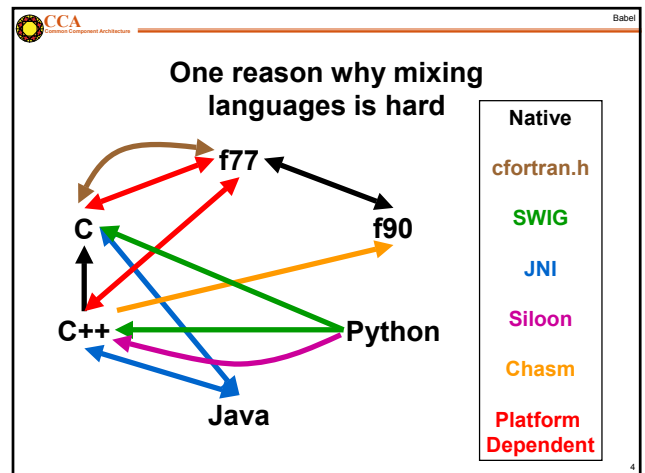 CCA
Common Component Architecture
Babel
One reason why mixing
languages is hard
Native
cfortran.h
SWIG
JNI
Siloon
Chasm
Platform
Dependent
f77
C
f90
C++
Python
Java
4